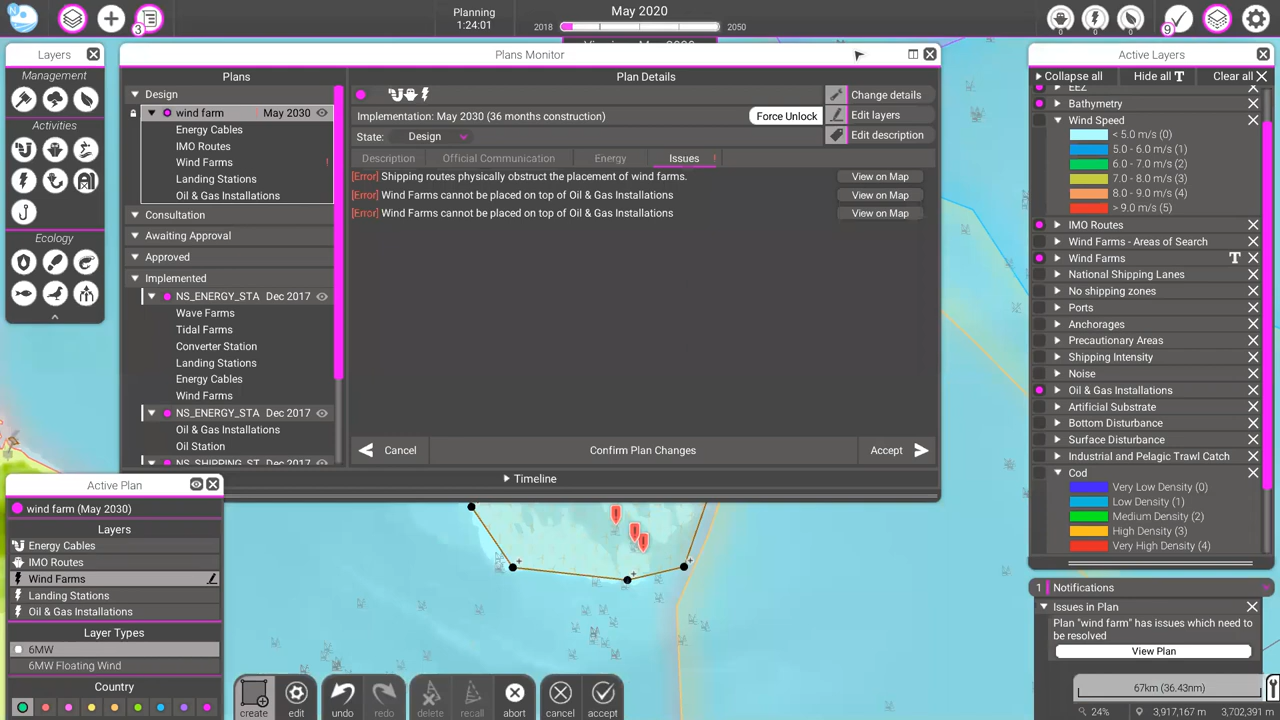 Planning
1:24:01
May 2020
2018
2050
3
0
0
0
9
Layers
Management
Activities
Ecology
Plans Monitor
Plans
Design
wind farm May 2030
Energy Cables
IMO Routes
Wind Farms !
Landing Stations
Oil & Gas Installations
Consultation
Awaiting Approval
Approved
Implemented
NS_ENERGY_STA Dec 2017
Wave Farms
Tidal Farms
Converter Station
Landing Stations
Energy Cables
Wind Farms
NS_ENERGY_STA Dec 2017
Oil & Gas Installations
Oil Station
NS_SHIPPING_ST Dec 2017
Plan Details
Implementation: May 2030 (36 months construction)
Force Unlock
State: Design
Change details
Edit layers
Edit description
Description Official Communication Energy Issues !
[Error] Shipping routes physically obstruct the placement of wind farms. View on Map
[Error] Wind Farms cannot be placed on top of Oil & Gas Installations View on Map
[Error] Wind Farms cannot be placed on top of Oil & Gas Installations View on Map
Cancel Confirm Plan Changes Accept
Timeline
Active Layers
Collapse all Hide all T Clear all
EEZ
Bathymetry
Wind Speed
< 5.0 m/s (0)
5.0 - 6.0 m/s (1)
6.0 - 7.0 m/s (2)
7.0 - 8.0 m/s (3)
8.0 - 9.0 m/s (4)
> 9.0 m/s (5)
IMO Routes
Wind Farms - Areas of Search
Wind Farms T
National Shipping Lanes
No shipping zones
Ports
Anchorages
Precautionary Areas
Shipping Intensity
Noise
Oil & Gas Installations
Artificial Substrate
Bottom Disturbance
Surface Disturbance
Industrial and Pelagic Trawl Catch
Cod
Very Low Density (0)
Low Density (1)
Medium Density (2)
High Density (3)
Very High Density (4)
Active Plan
wind farm (May 2030)
Layers
Energy Cables
IMO Routes
Wind Farms
Landing Stations
Oil & Gas Installations
Layer Types
6MW
6MW Floating Wind
Country
create edit undo redo delete recall abort cancel accept
1 Notifications
Issues in Plan
Plan "wind farm" has issues which need to
be resolved
View Plan
67km (36.43nm)
24% 3,917,167 m 3,702,391 m